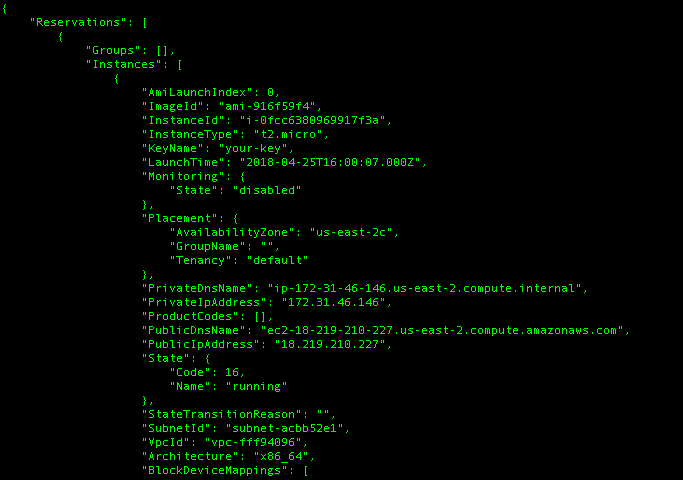 {
    "Reservations": [
        {
            "Groups": [],
            "Instances": [
                {
                    "AmiLaunchIndex": 0,
                    "ImageId": "ami-916f59f4",
                    "InstanceId": "i-0fcc6380969917f3a",
                    "InstanceType": "t2.micro",
                    "KeyName": "your-key",
                    "LaunchTime": "2018-04-25T16:00:07.000Z",
                    "Monitoring": {
                        "State": "disabled"
                    },
                    "Placement": {
                        "AvailabilityZone": "us-east-2c",
                        "GroupName": "",
                        "Tenancy": "default"
                    },
                    "PrivateDnsName": "ip-172-31-46-146.us-east-2.compute.internal",
                    "PrivateIpAddress": "172.31.46.146",
                    "ProductCodes": [],
                    "PublicDnsName": "ec2-18-219-210-227.us-east-2.compute.amazonaws.com",
                    "PublicIpAddress": "18.219.210.227",
                    "State": {
                        "Code": 16,
                        "Name": "running"
                    },
                    "StateTransitionReason": "",
                    "SubnetId": "subnet-acbb52e1",
                    "VpcId": "vpc-fff94096",
                    "Architecture": "x86_64",
                    "BlockDeviceMappings": [